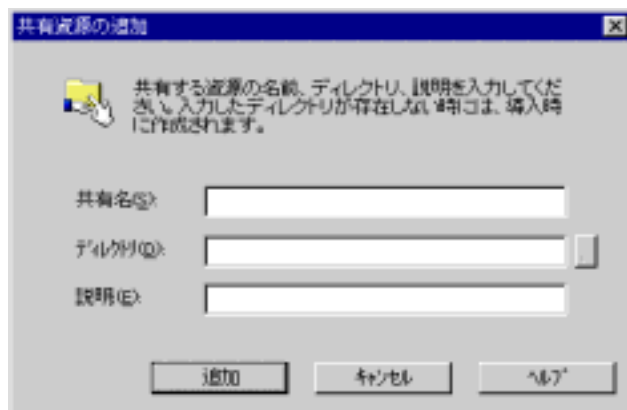 共有資源の追加
共有する資源の名前、ディレクトリ、説明を入力してくだ
さい。入力したディレクトリが存在しない時には、導入時
に作成されます。
共有名(S):
ﾃﾞｨﾚｸﾄﾘ(D):
説明(E):
追加
ｷｬﾝｾﾙ
ﾍﾙﾌﾟ